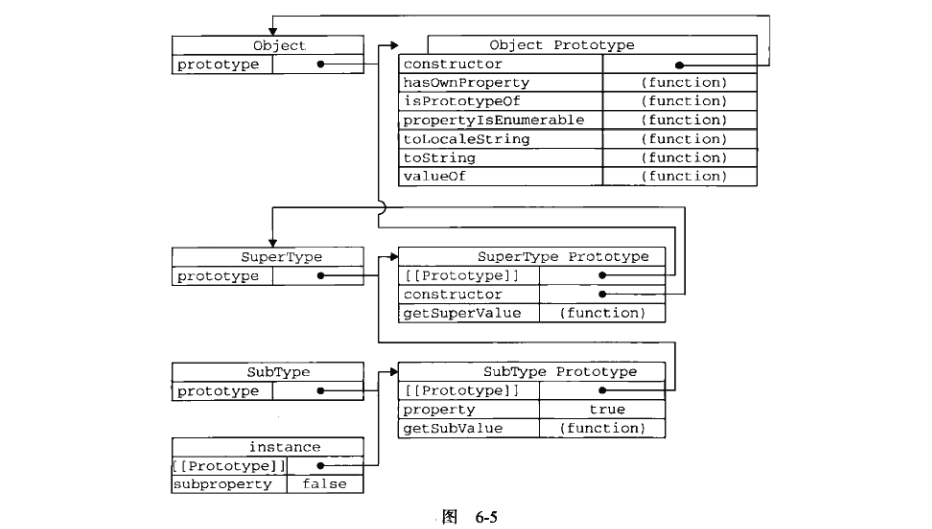 Object
prototype
Object Prototype
constructor
hasOwnProperty (function)
isPrototypeOf (function)
propertyIsEnumerable (function)
toLocaleString (function)
toString (function)
valueOf (function)
SuperType
prototype
SuperType Prototype
[[Prototype]]
constructor
getSuperValue (function)
SubType
prototype
SubType Prototype
[[Prototype]]
property true
getSubValue (function)
instance
[[Prototype]]
subproperty false
图 6-5